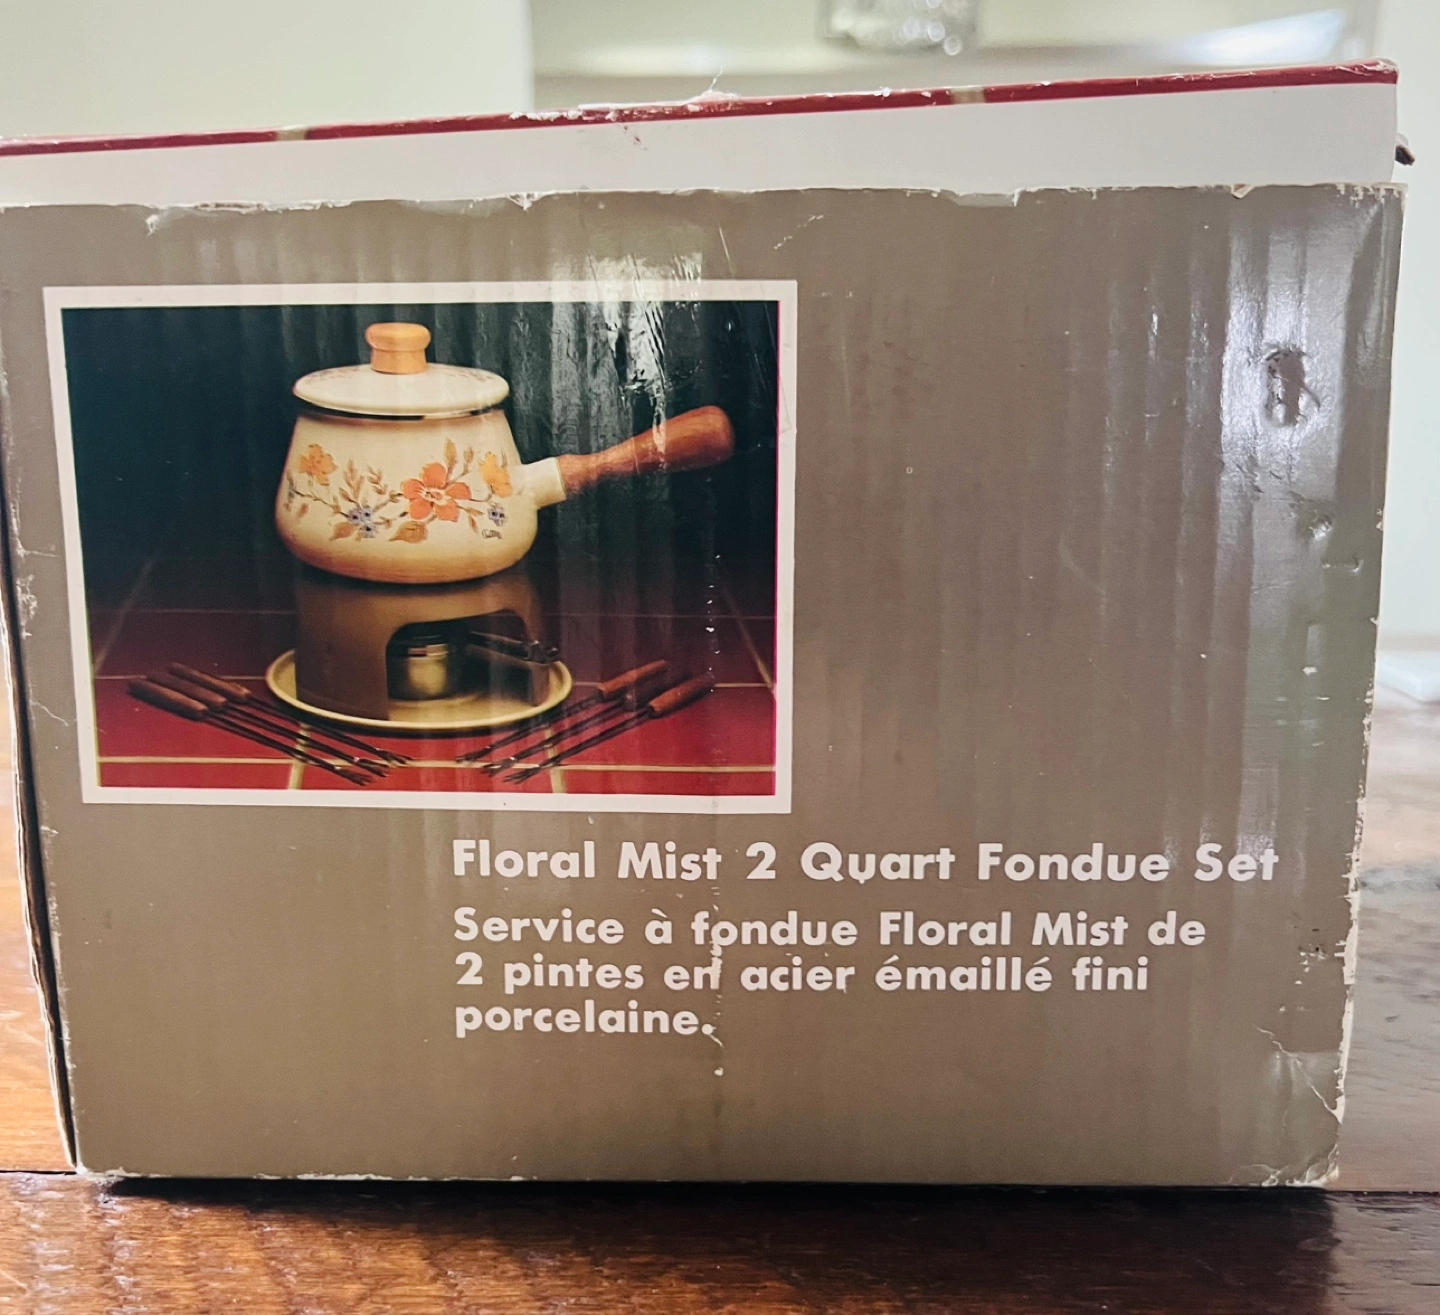 Floral Mist 2 Quart Fondue Set
Service à fondue Floral Mist de
2 pintes en acier émaillé fini
porcelaine.